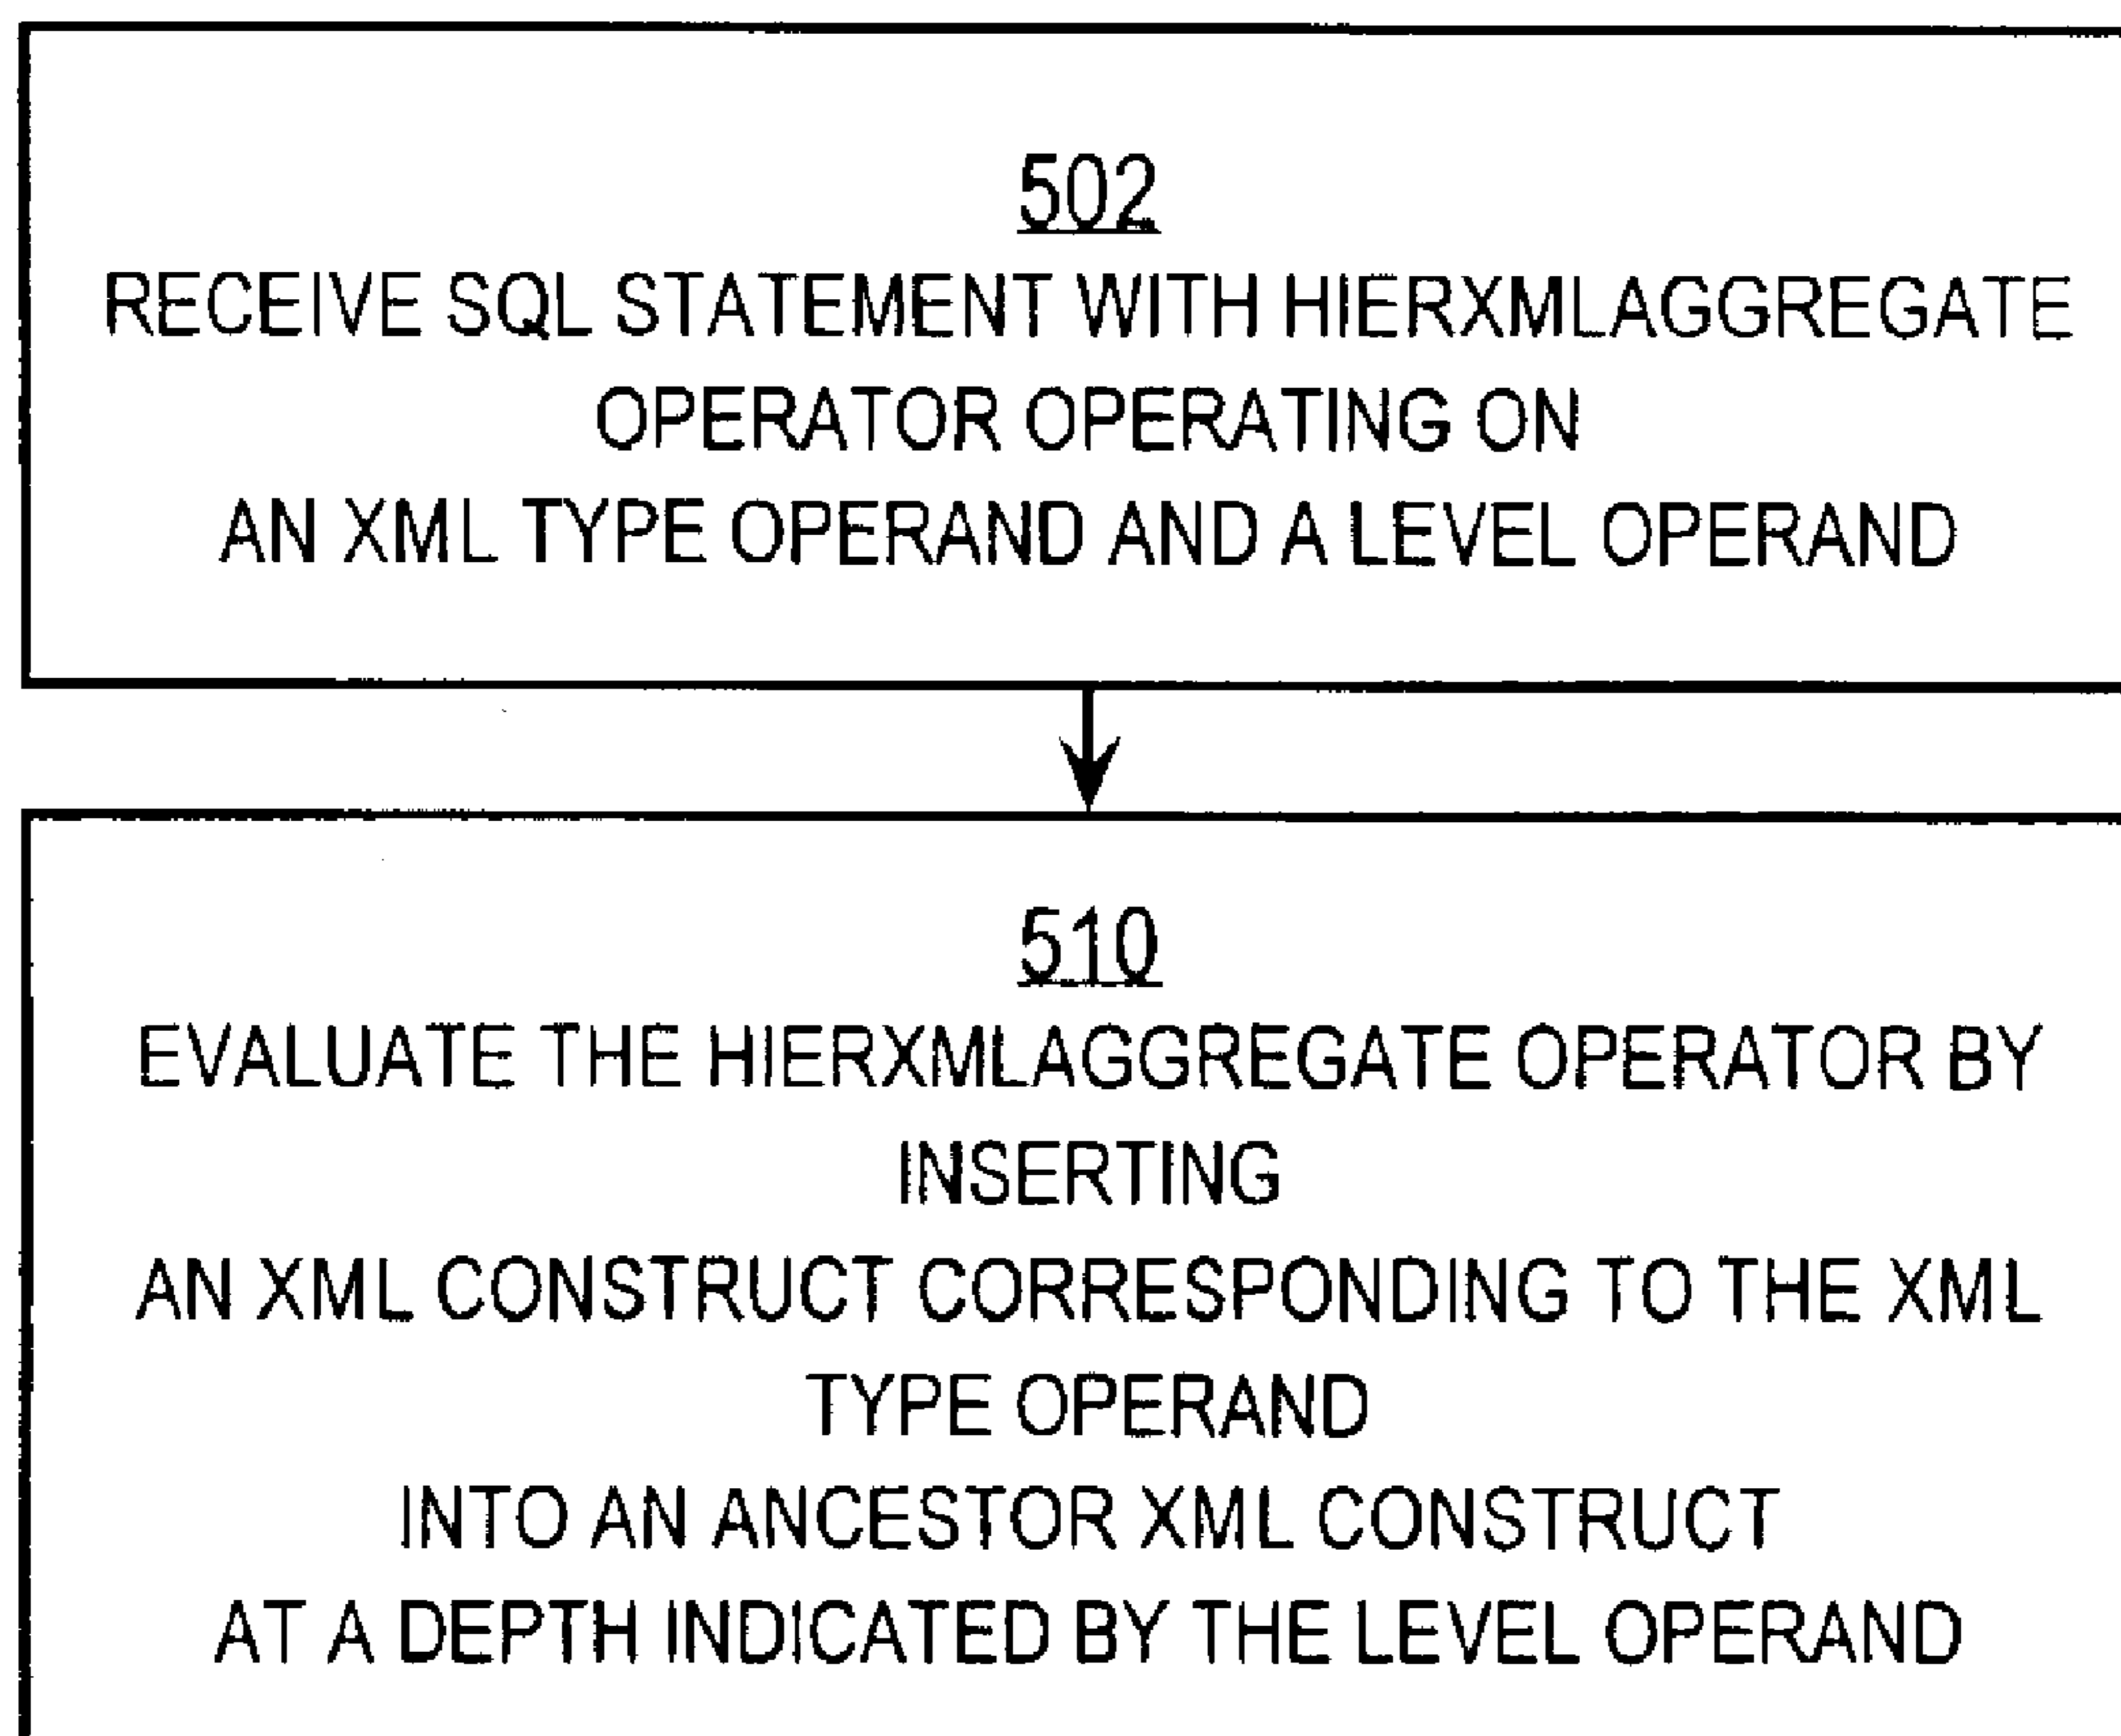 502
RECEIVE SQL STATEMENT WITH HIERXMLAGGREGATE
OPERATOR OPERATING ON
AN XML TYPE OPERAND AND A LEVEL OPERAND
510
EVALUATE THE HIERXMLAGGREGATE OPERATOR BY
INSERTING
AN XML CONSTRUCT CORRESPONDING TO THE XML
TYPE OPERAND
INTO AN ANCESTOR XML CONSTRUCT
AT A DEPTH INDICATED BY THE LEVEL OPERAND